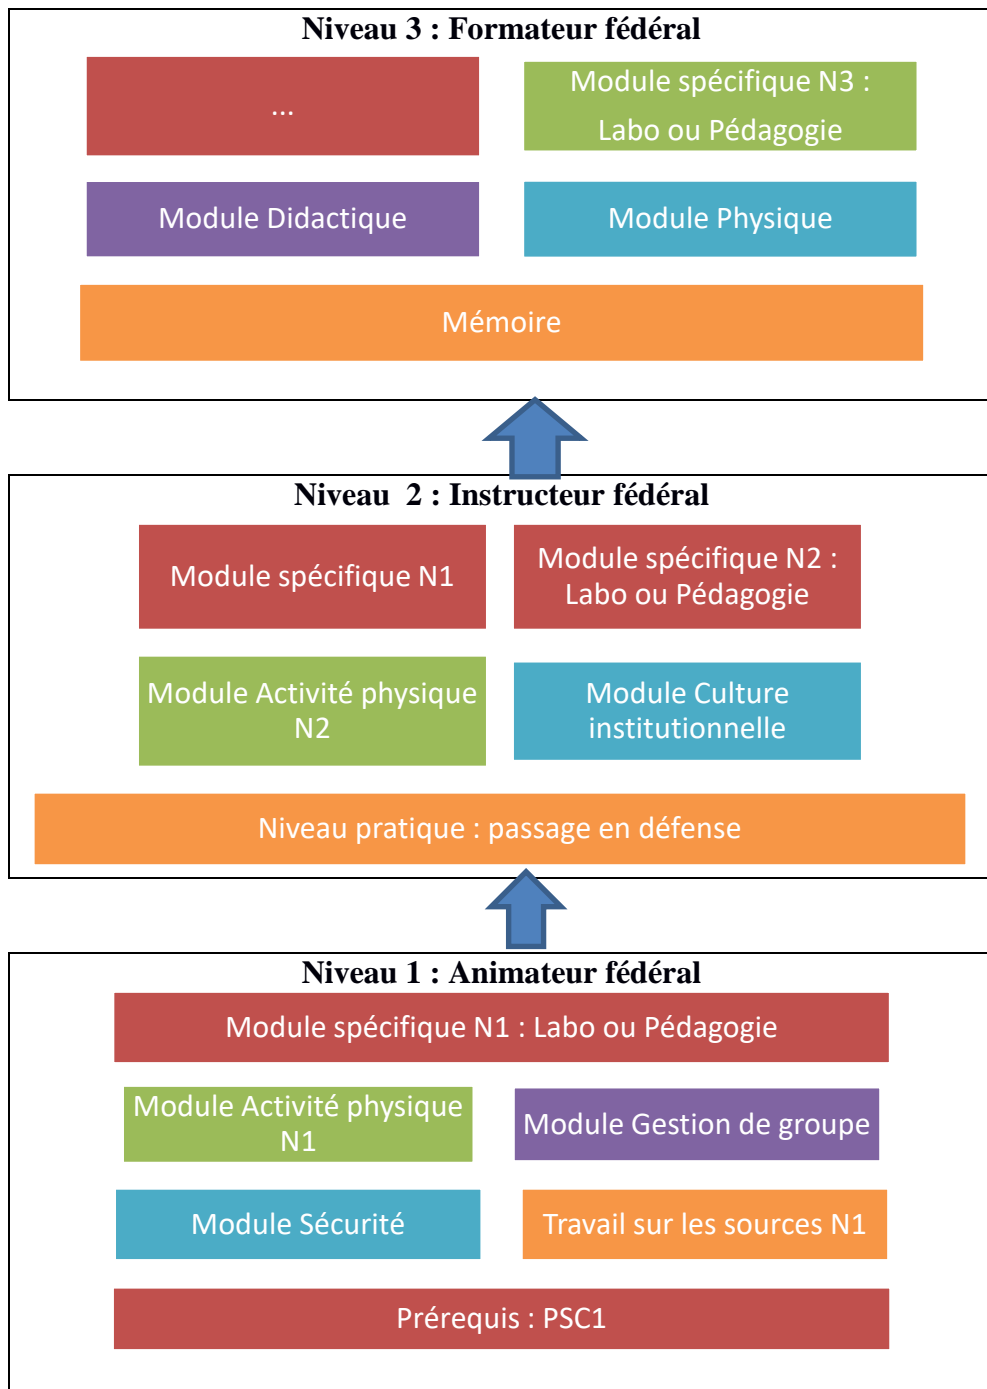 Niveau 3 : Formateur fédéral
...
Module spécifique N3 :
Labo ou Pédagogie
Module Didactique
Module Physique
Mémoire
Niveau 2 : Instructeur fédéral
Module spécifique N1
Module spécifique N2 :
Labo ou Pédagogie
Module Activité physique
N2
Module Culture
institutionnelle
Niveau pratique : passage en défense
Niveau 1 : Animateur fédéral
Module spécifique N1 : Labo ou Pédagogie
Module Activité physique
N1
Module Gestion de groupe
Module Sécurité
Travail sur les sources N1
Prérequis : PSC1